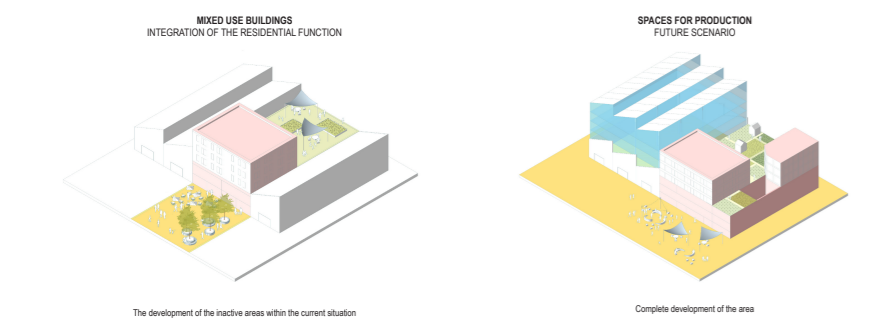 MIXED USE BUILDINGS
INTEGRATION OF THE RESIDENTIAL FUNCTION
The development of the inactive areas within the current situation
SPACES FOR PRODUCTION
FUTURE SCENARIO
Complete development of the area